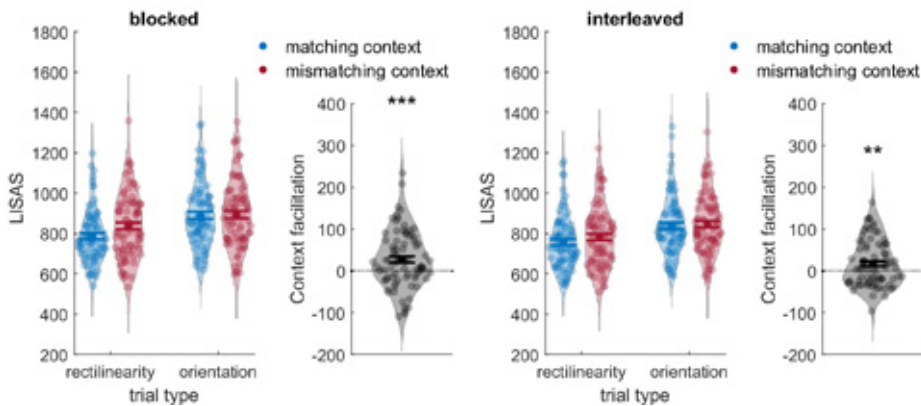 blocked
interleaved
1800
1600
1400
1200
1000
800
600
400
200
LISAS
rectilinearity
orientation
trial type
matching context
mismatching context
400
300
200
100
0
-100
-200
Context facilitation
***
1800
1600
1400
1200
1000
800
600
400
200
LISAS
rectilinearity
orientation
trial type
matching context
mismatching context
400
300
200
100
0
-100
-200
Context facilitation
**